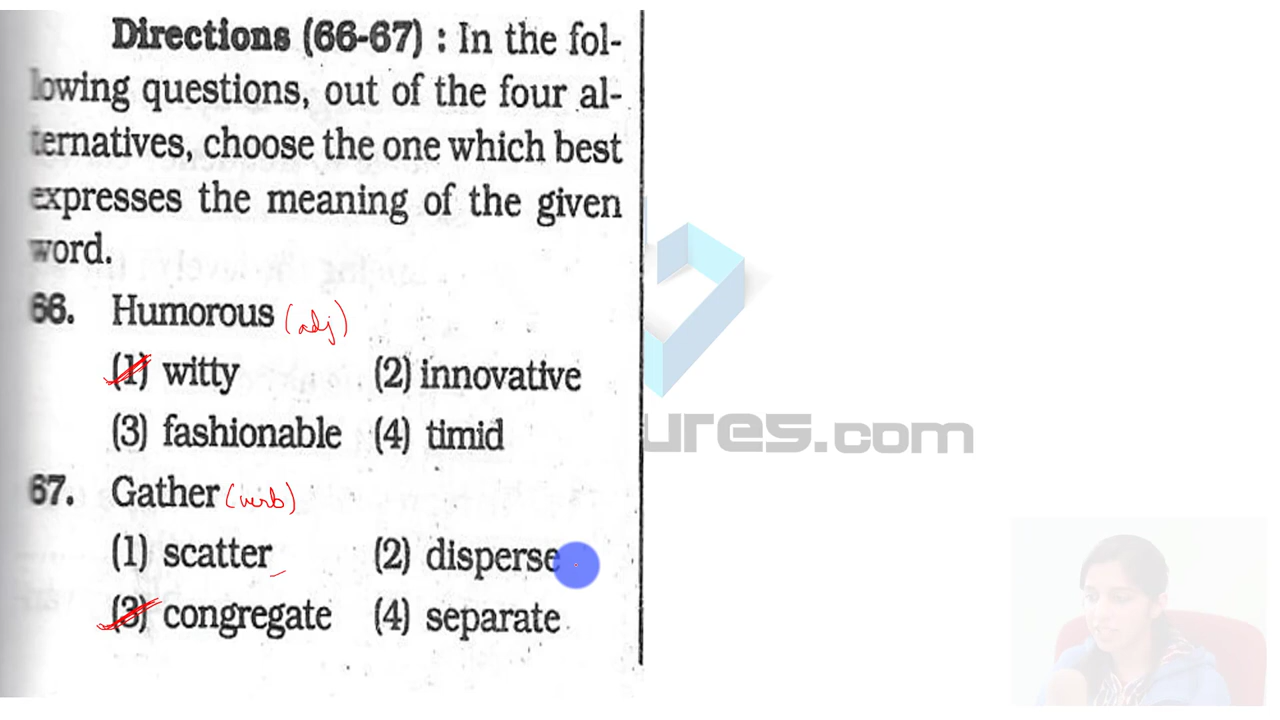 Directions (66-67) : In the fol-
lowing questions, out of the four al-
ternatives, choose the one which best
expresses the meaning of the given
word.
66. Humorous (adj)
(1) witty (2) innovative
(3) fashionable (4) timid
67. Gather (verb)
(1) scatter (2) disperse
(3) congregate (4) separate
ures.com